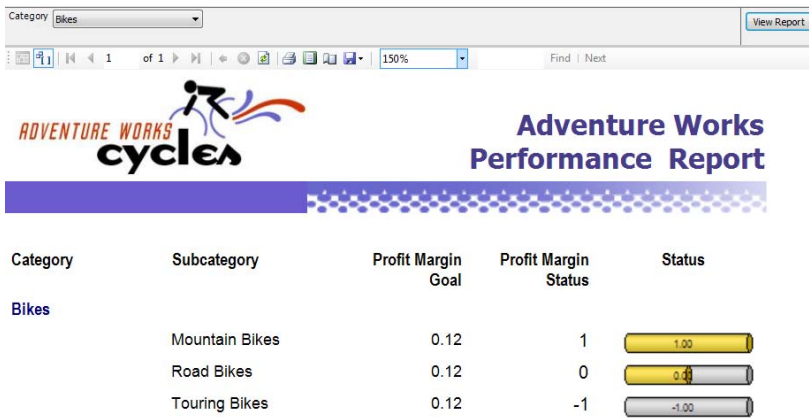 Category Bikes View Report
1 of 1 150% Find | Next
ADVENTURE WORKS
cycles
Adventure Works
Performance Report
Category Subcategory Profit Margin Goal Profit Margin Status Status
Bikes
Mountain Bikes 0.12 1 1.00
Road Bikes 0.12 0 0.00
Touring Bikes 0.12 -1 -1.00